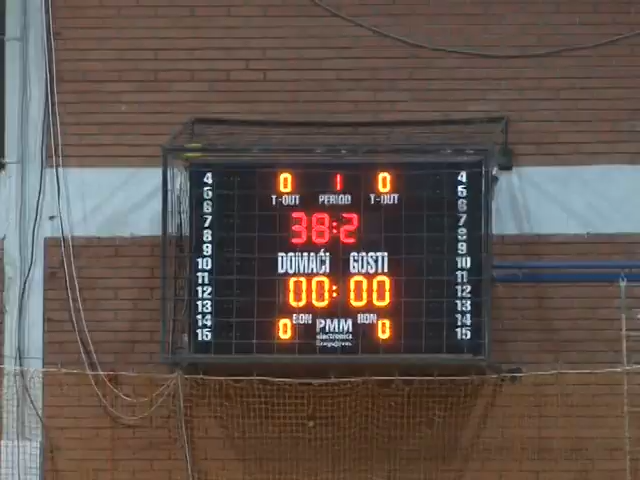 0 1 0
T-OUT PERIOD T-OUT
38:2
DOMAĆI GOSTI
00:00
BON PMM BON
0 electronics 0
4 4
5 5
6 6
7 7
8 8
9 9
10 10
11 11
12 12
13 13
14 14
15 15